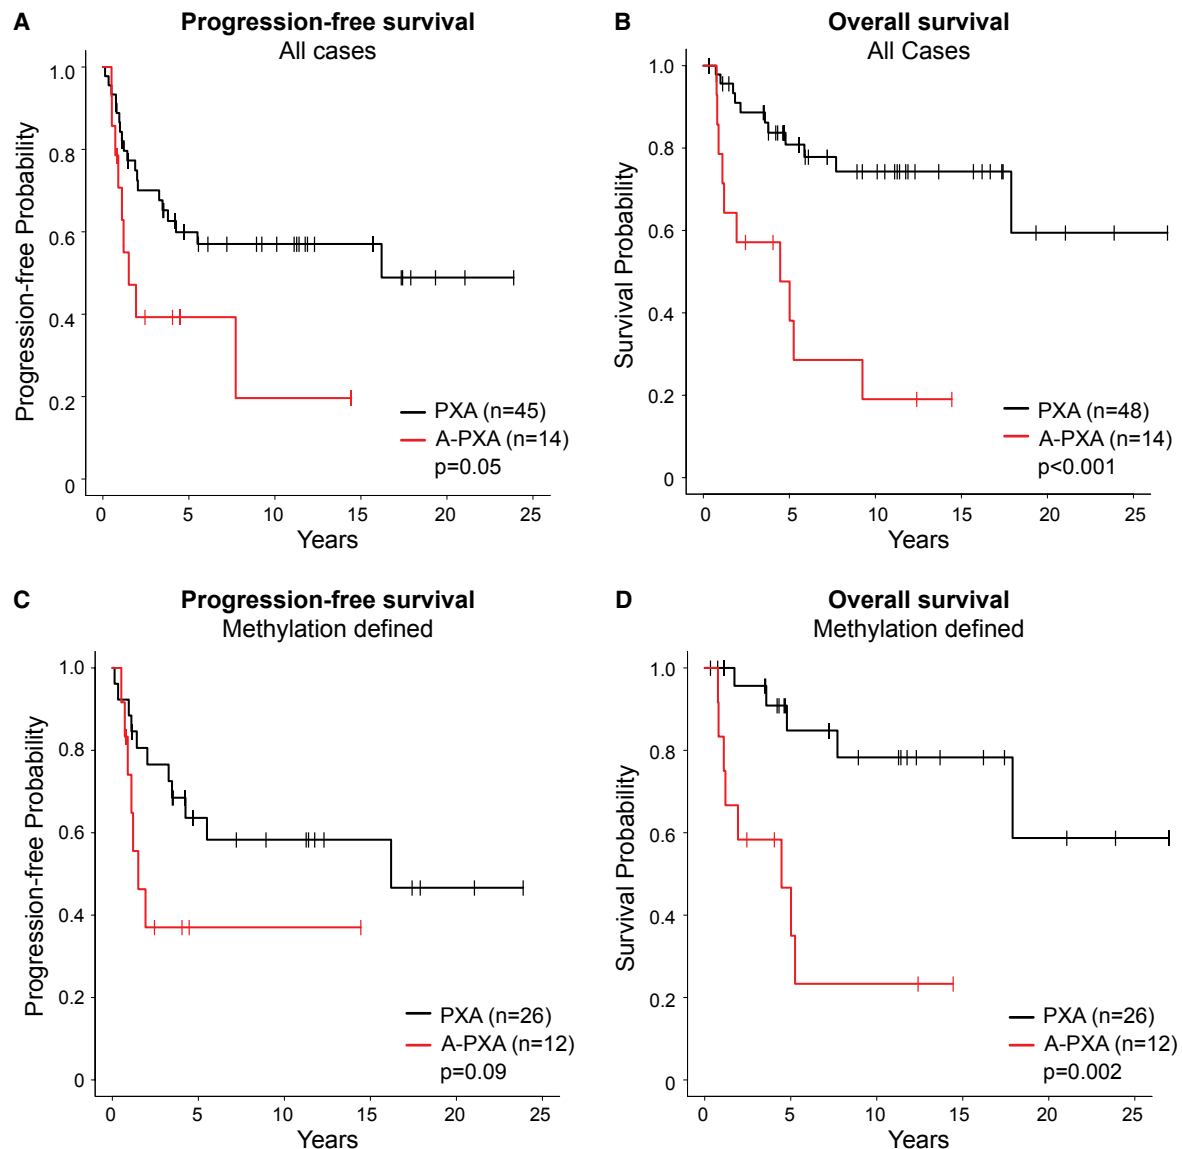 A
Progression-free survival
All cases
Progression-free Probability
1.0
0.8
0.6
0.4
0.2
0
PXA (n=45)
A-PXA (n=14)
p=0.05
0 5 10 15 20 25
Years
B
Overall survival
All Cases
Survival Probability
1.0
0.8
0.6
0.4
0.2
0
PXA (n=48)
A-PXA (n=14)
p<0.001
0 5 10 15 20 25
Years
C
Progression-free survival
Methylation defined
Progression-free Probability
1.0
0.8
0.6
0.4
0.2
0
PXA (n=26)
A-PXA (n=12)
p=0.09
0 5 10 15 20 25
Years
D
Overall survival
Methylation defined
Survival Probability
1.0
0.8
0.6
0.4
0.2
0
PXA (n=26)
A-PXA (n=12)
p=0.002
0 5 10 15 20 25
Years